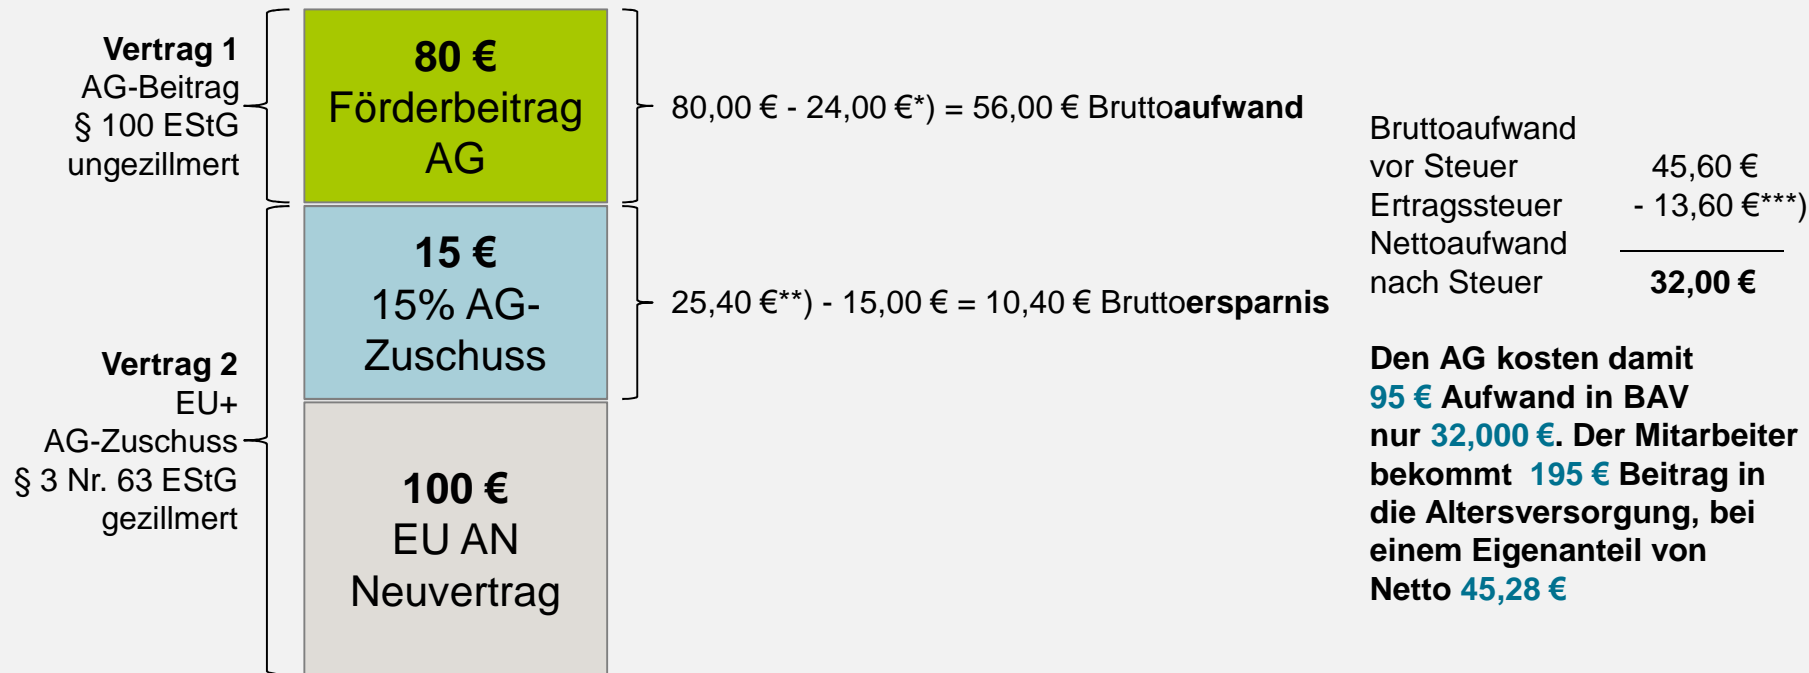 Vertrag 1
AG-Beitrag
§ 100 EStG
ungezillmert
80 €
Förderbeitrag
AG
80,00 € - 24,00 €*) = 56,00 € Bruttoaufwand
15 €
15% AG-
Zuschuss
25,40 €**) - 15,00 € = 10,40 € Bruttoersparnis
Vertrag 2
EU+
AG-Zuschuss
§ 3 Nr. 63 EStG
gezillmert
100 €
EU AN
Neuvertrag
Bruttoaufwand
vor Steuer 45,60 €
Ertragssteuer - 13,60 €***)
Nettoaufwand
nach Steuer 32,00 €
Den AG kosten damit
95 € Aufwand in BAV
nur 32,000 €. Der Mitarbeiter
bekommt 195 € Beitrag in
die Altersversorgung, bei
einem Eigenanteil von
Netto 45,28 €